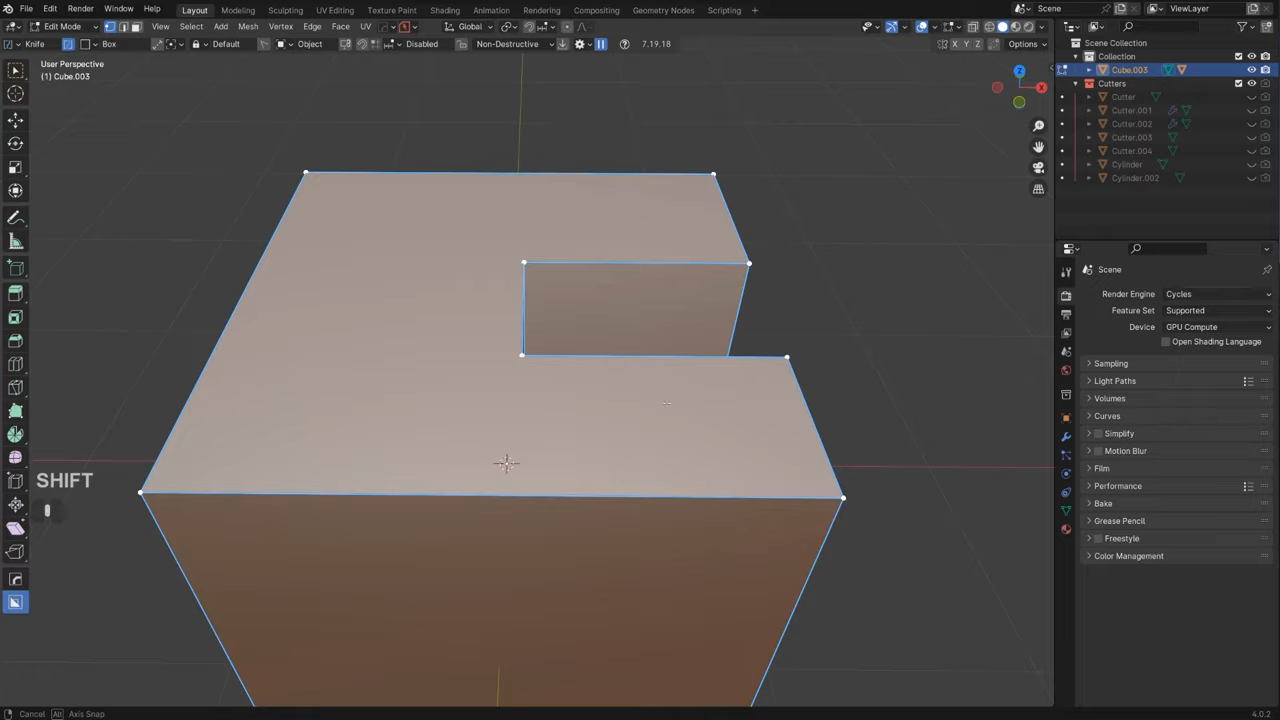 File Edit Render Window Help Layout Modeling Sculpting UV Editing Texture Paint Shading Animation Rendering Compositing Geometry Nodes Scripting Scene ViewLayer
Edit Mode View Select Add Mesh Vertex Edge Face UV Global
Knife Box Default Object Disabled Non-Destructive 7.19.18 X Y Z Options
User Perspective
(1) Cube.003
Z
X
SHIFT
Cancel Alt Axis Snap
Scene Collection
Collection
Cube.003
Cutters
Cutter
Cutter.001
Cutter.002
Cutter.003
Cutter.004
Cylinder
Cylinder.002
Scene
Render Engine Cycles
Feature Set Supported
Device GPU Compute
Open Shading Language
Sampling
Light Paths
Volumes
Curves
Simplify
Motion Blur
Film
Performance
Bake
Grease Pencil
Freestyle
Color Management
4.0.2